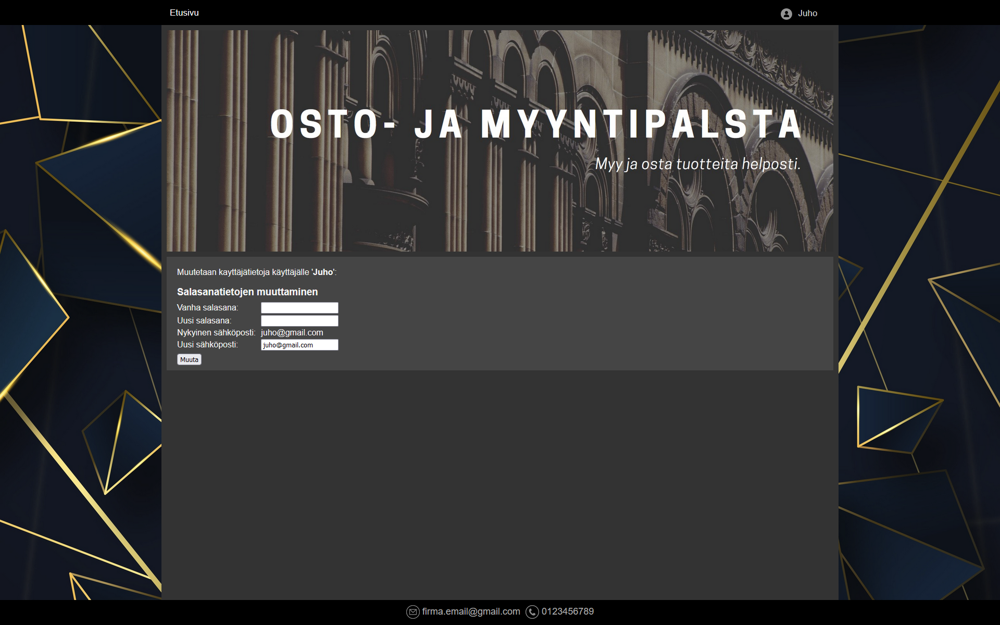 Etusivu
Juho
OSTO- JA MYYNTIPALSTA
Myy ja osta tuotteita helposti.
Muutetaan kayttäjätietoja käyttäjälle 'Juho':
Salasanatietojen muuttaminen
Vanha salasana:
Uusi salasana:
Nykyinen sähköposti: juho@gmail.com
Uusi sähköposti: juho@gmail.com
Muuta
firma.email@gmail.com 0123456789